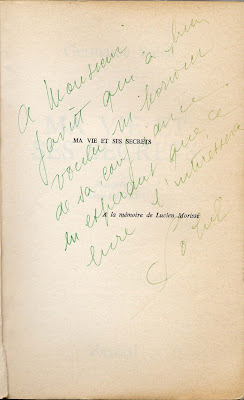 A Monsieur
qui a bien
voulu m'honorer
MA VIE ET SES SECRETS
de sa confiance
en espérant que ce
A la mémoire de Lucien Morisse
livre l'intéressera